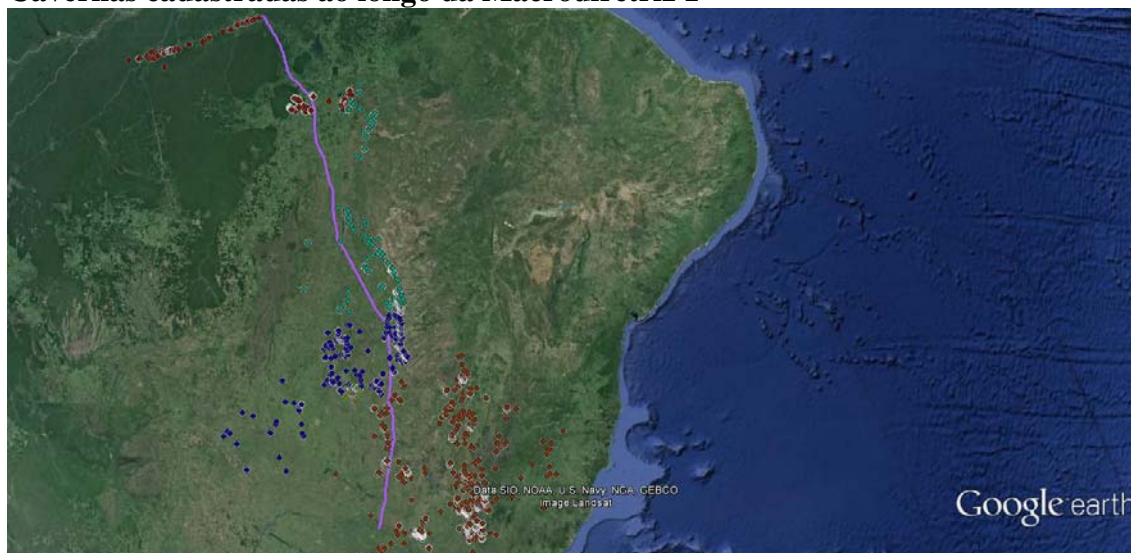 Cavernas cadastradas ao longo da Macrodiretriz 2
Data SIO, NOAA, U.S. Navy, NGA, GEBCO
Image Landsat
Google earth